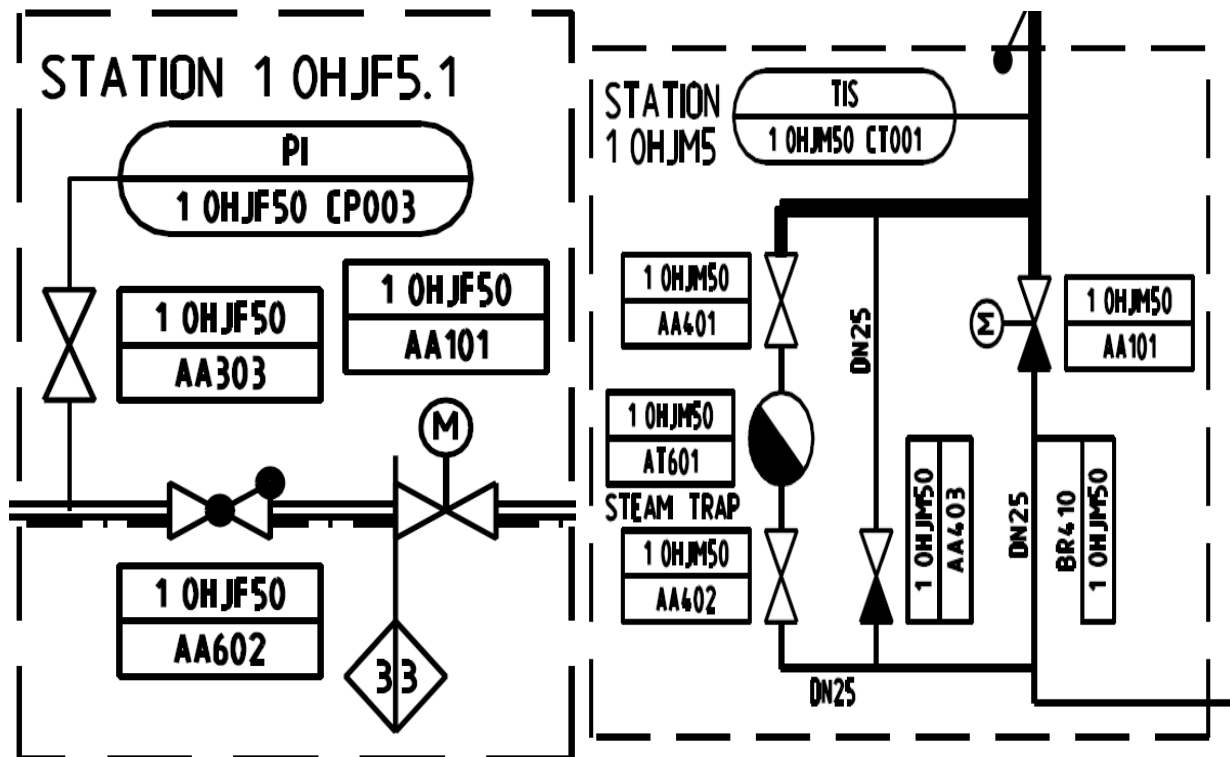 STATION 1 0HJF5.1
PI
1 0HJF50 CP003
1 0HJF50
AA303
1 0HJF50
AA101
M
1 0HJF50
AA602
33
STATION
1 0HJM5
TIS
1 0HJM50 CT001
1 0HJM50
AA401
DN25
M
1 0HJM50
AA101
1 0HJM50
AT601
STEAM TRAP
1 0HJM50
AA402
1 0HJM50
AA403
DN25
BR410
1 0HJM50
DN25